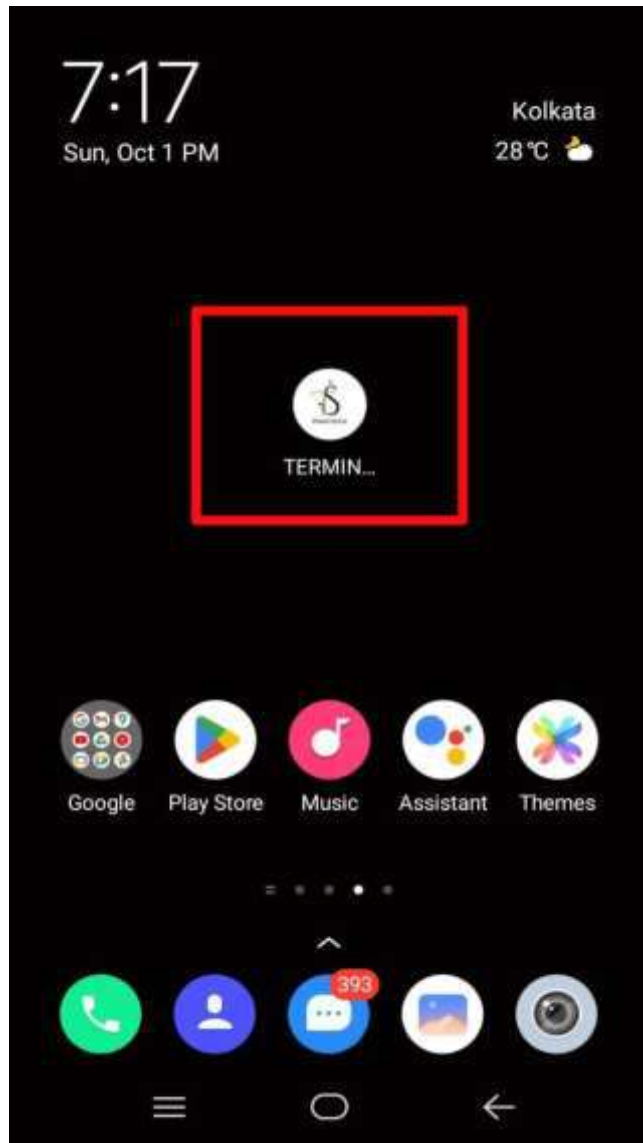 7:17
Kolkata
Sun, Oct 1 PM
28°C
S
TERMIN...
Google Play Store Music Assistant Themes
393